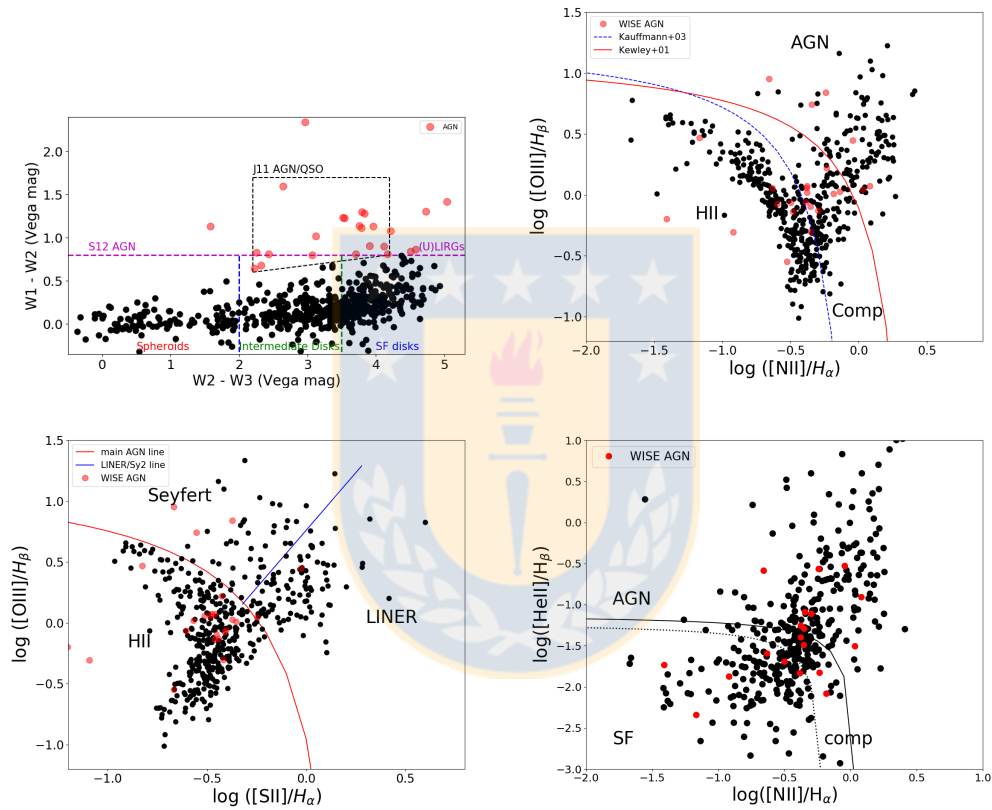 AGN
J11 AGN/QSO
S12 AGN
(U)LIRGs
Spheroids
Intermediate Disks
SF disks
2.0
1.5
1.0
0.5
0.0
0
1
2
3
4
5
W1 - W2 (Vega mag)
W2 - W3 (Vega mag)
WISE AGN
Kauffmann+03
Kewley+01
AGN
HII
Comp
1.5
1.0
0.5
0.0
−0.5
−1.0
−2.0
−1.5
−1.0
−0.5
0.0
0.5
log ([OIII]/Hβ)
log ([NII]/Hα)
main AGN line
LINER/Sy2 line
WISE AGN
Seyfert
HII
LINER
1.5
1.0
0.5
0.0
−0.5
−1.0
−1.0
−0.5
0.0
0.5
log ([OIII]/Hβ)
log ([SII]/Hα)
WISE AGN
AGN
SF
comp
1.0
0.5
0.0
−0.5
−1.0
−1.5
−2.0
−2.5
−3.0
−2.0
−1.5
−1.0
−0.5
0.0
0.5
1.0
log([HeII]/Hβ)
log([NII]/Hα)